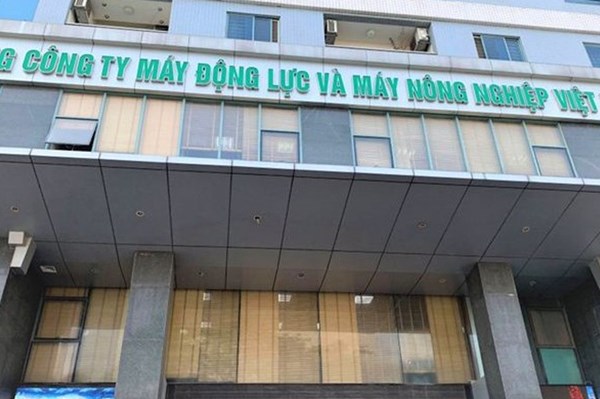 CÔNG TY MÁY ĐỘNG LỰC VÀ MÁY NÔNG NGHIỆP VIỆT